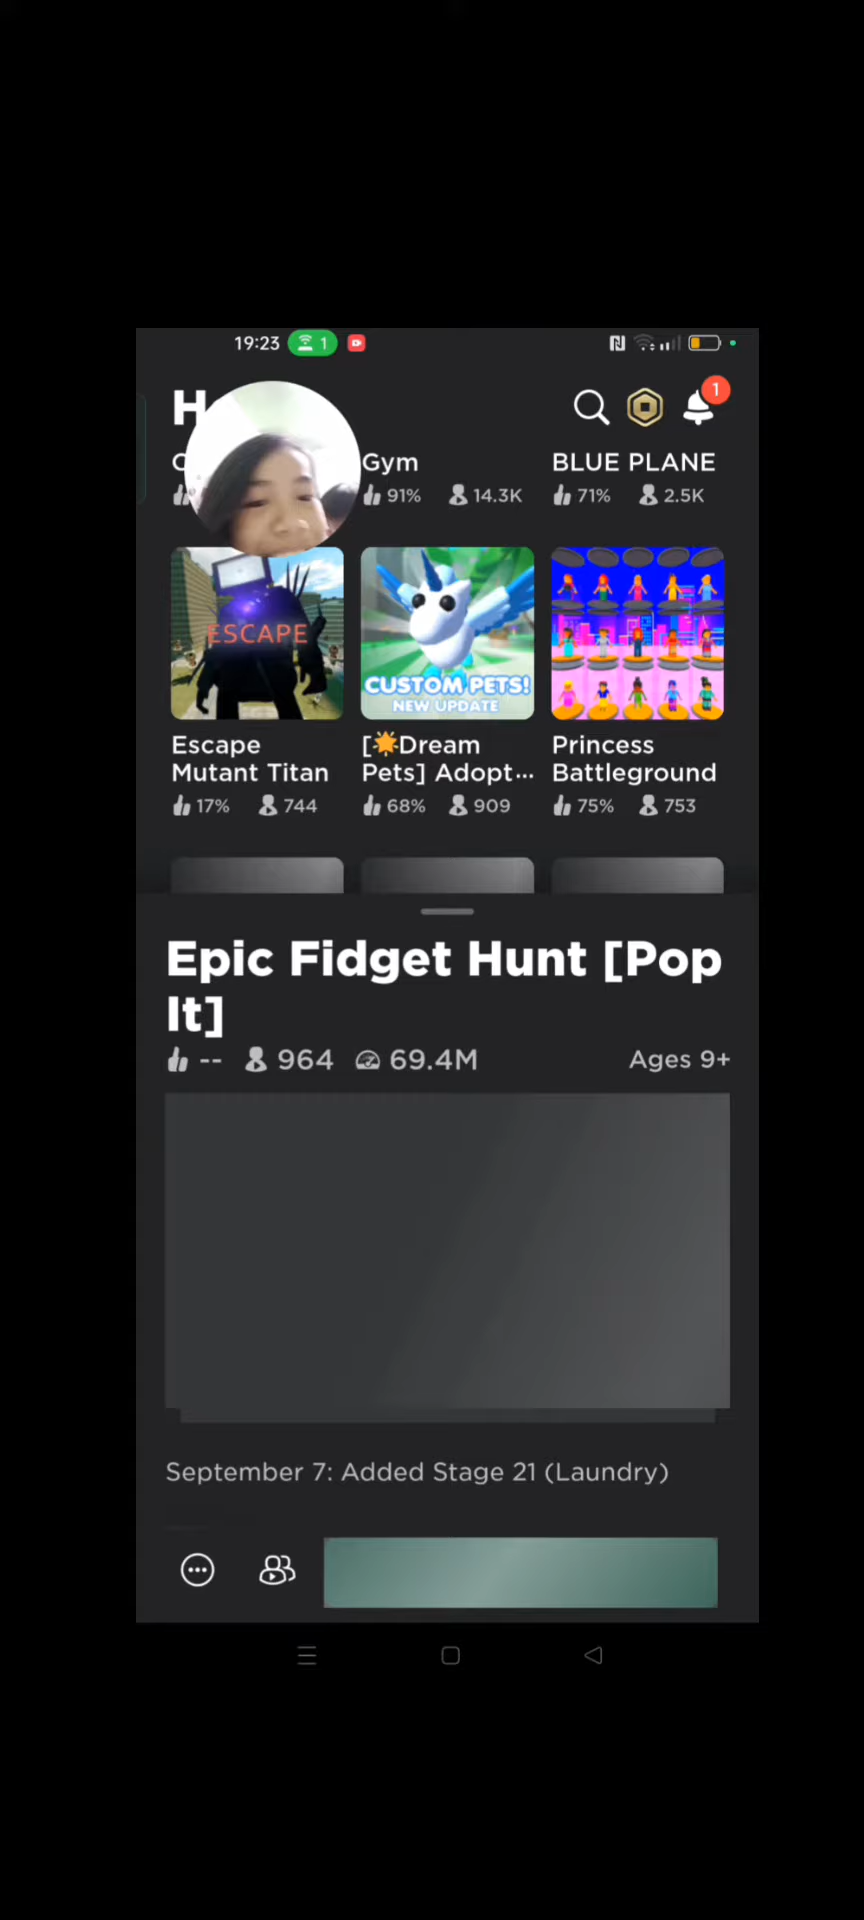 19:23 1
1
Gym
BLUE PLANE
91% 14.3K
71% 2.5K
ESCAPE
CUSTOM PETS!
NEW UPDATE
Escape
Mutant Titan
17% 744
[🌟Dream
Pets] Adopt...
68% 909
Princess
Battleground
75% 753
Epic Fidget Hunt [Pop
It]
-- 964 69.4M Ages 9+
September 7: Added Stage 21 (Laundry)